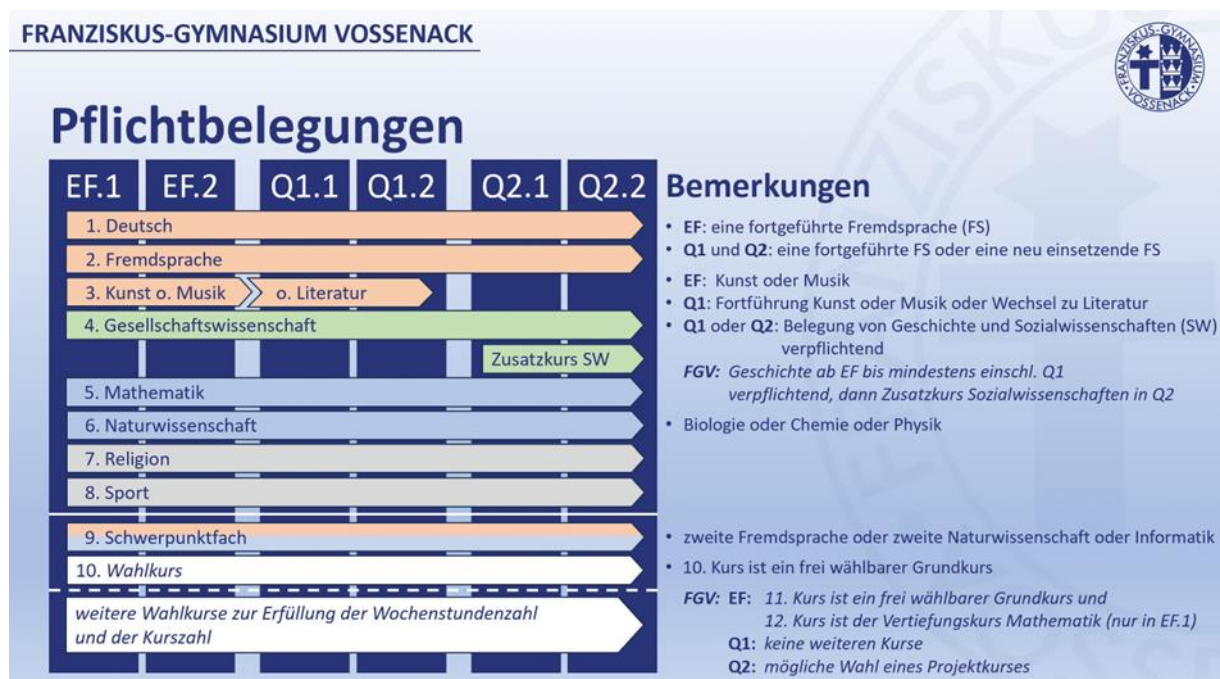 FRANZISKUS-GYMNASIUM VOSSENACK
FRANZISKUS-GYMNASIUM
VOSSENACK
Pflichtbelegungen
EF.1 EF.2 Q1.1 Q1.2 Q2.1 Q2.2
1. Deutsch
2. Fremdsprache
3. Kunst o. Musik
o. Literatur
4. Gesellschaftswissenschaft
Zusatzkurs SW
5. Mathematik
6. Naturwissenschaft
7. Religion
8. Sport
9. Schwerpunktfach
10. Wahlkurs
weitere Wahlkurse zur Erfüllung der Wochenstundenzahl
und der Kurszahl
Bemerkungen
• EF: eine fortgeführte Fremdsprache (FS)
• Q1 und Q2: eine fortgeführte FS oder eine neu einsetzende FS
• EF: Kunst oder Musik
• Q1: Fortführung Kunst oder Musik oder Wechsel zu Literatur
• Q1 oder Q2: Belegung von Geschichte und Sozialwissenschaften (SW)
verpflichtend
FGV: Geschichte ab EF bis mindestens einschl. Q1
verpflichtend, dann Zusatzkurs Sozialwissenschaften in Q2
• Biologie oder Chemie oder Physik
• zweite Fremdsprache oder zweite Naturwissenschaft oder Informatik
• 10. Kurs ist ein frei wählbarer Grundkurs
FGV: EF: 11. Kurs ist ein frei wählbarer Grundkurs und
12. Kurs ist der Vertiefungskurs Mathematik (nur in EF.1)
Q1: keine weiteren Kurse
Q2: mögliche Wahl eines Projektkurses